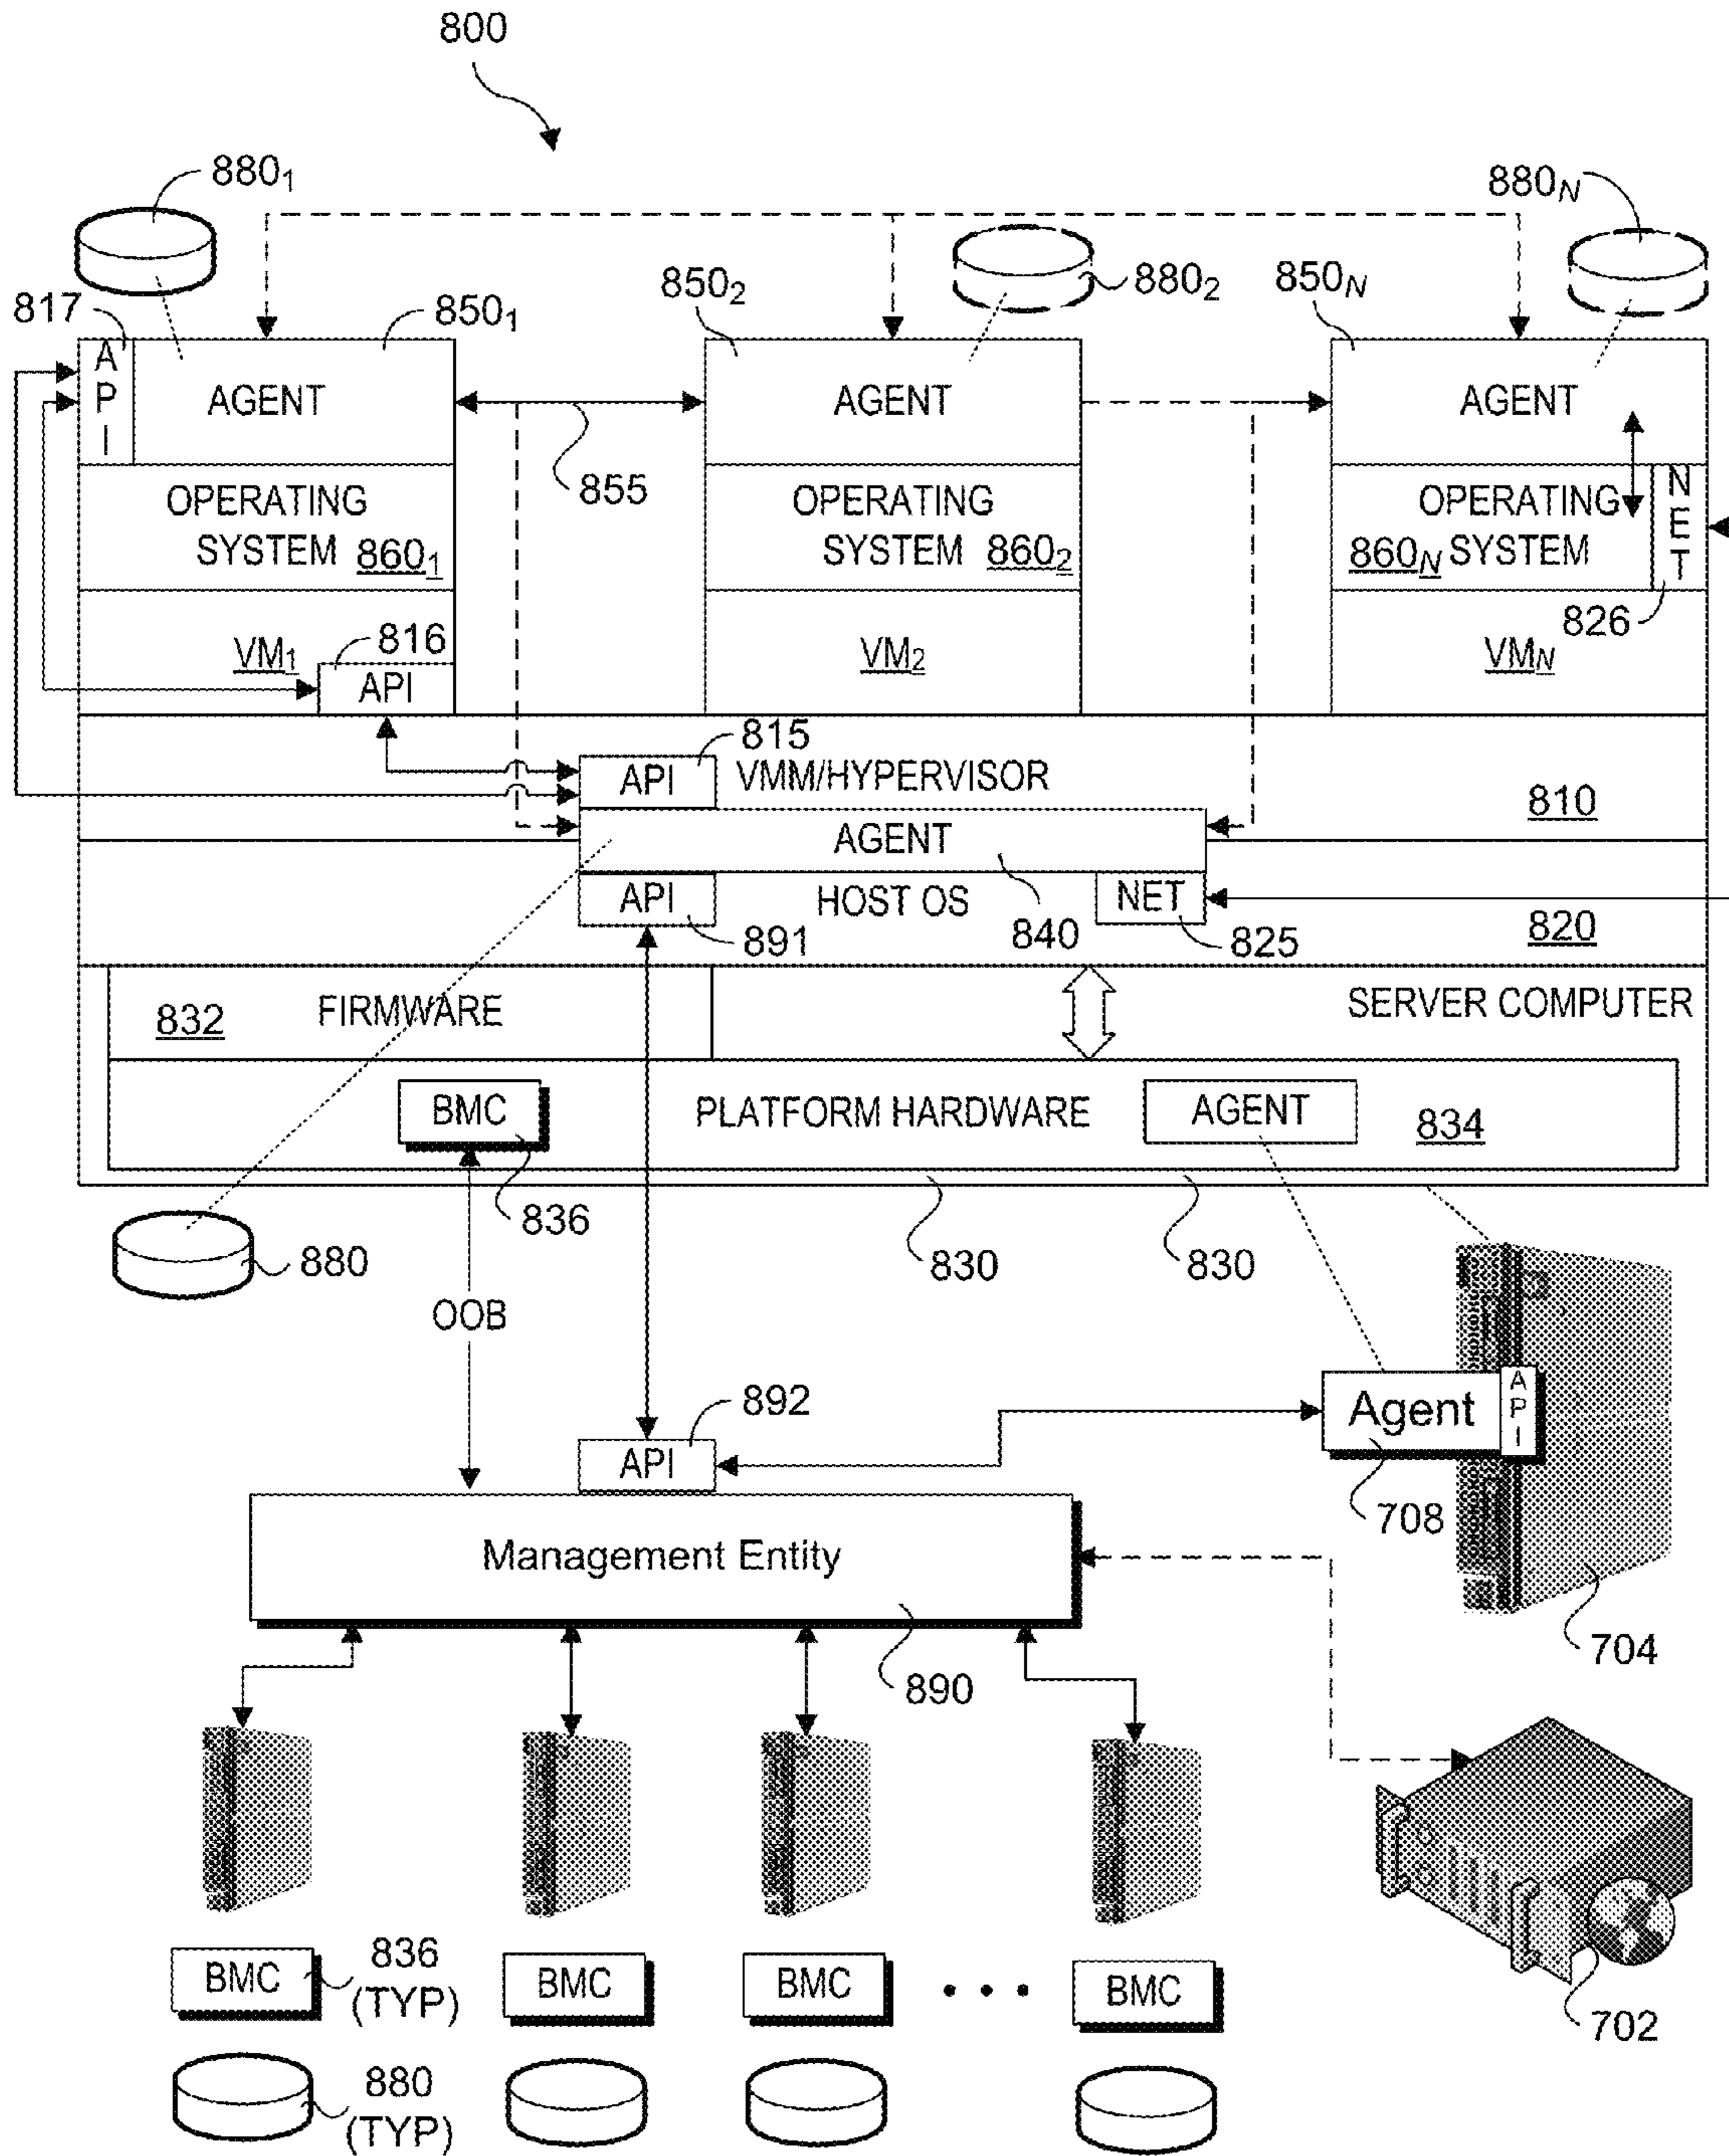 800
880₁
880₂
880N
817
850₁
850₂
850N
API
AGENT
AGENT
AGENT
855
OPERATING
SYSTEM 860₁
OPERATING
SYSTEM 860₂
OPERATING
860N SYSTEM
NET
826
VM₁
816
API
VM₂
VMN
815
API
VMM/HYPERVISOR
810
AGENT
API
HOST OS
NET
891
840
825
820
832
FIRMWARE
SERVER COMPUTER
BMC
PLATFORM HARDWARE
AGENT
834
836
830
830
880
OOB
892
API
Agent
API
708
Management Entity
704
890
BMC
836
(TYP)
BMC
BMC
• • •
BMC
702
880
(TYP)